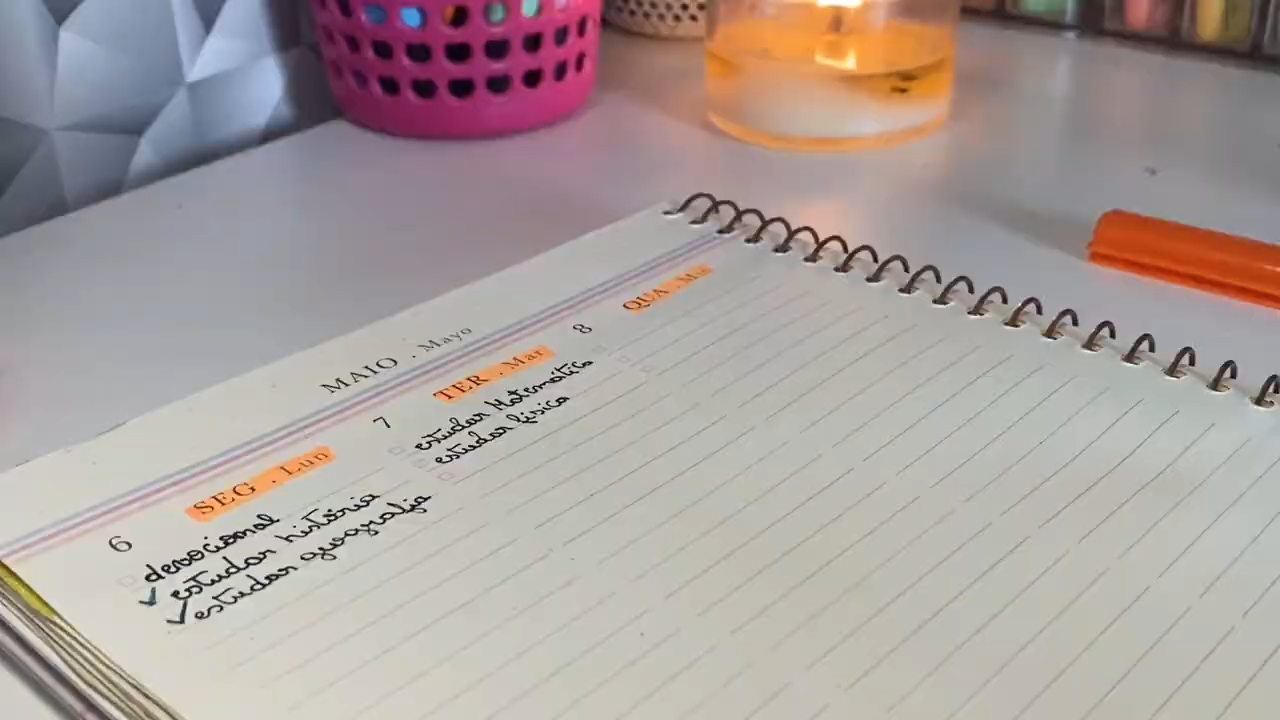 MAIO . Mayo
6
SEG . Lun
devocional
estudar história
estudar geografia
7
TER . Mar
estudar Matemática
estudar física
8
QUA . Mié